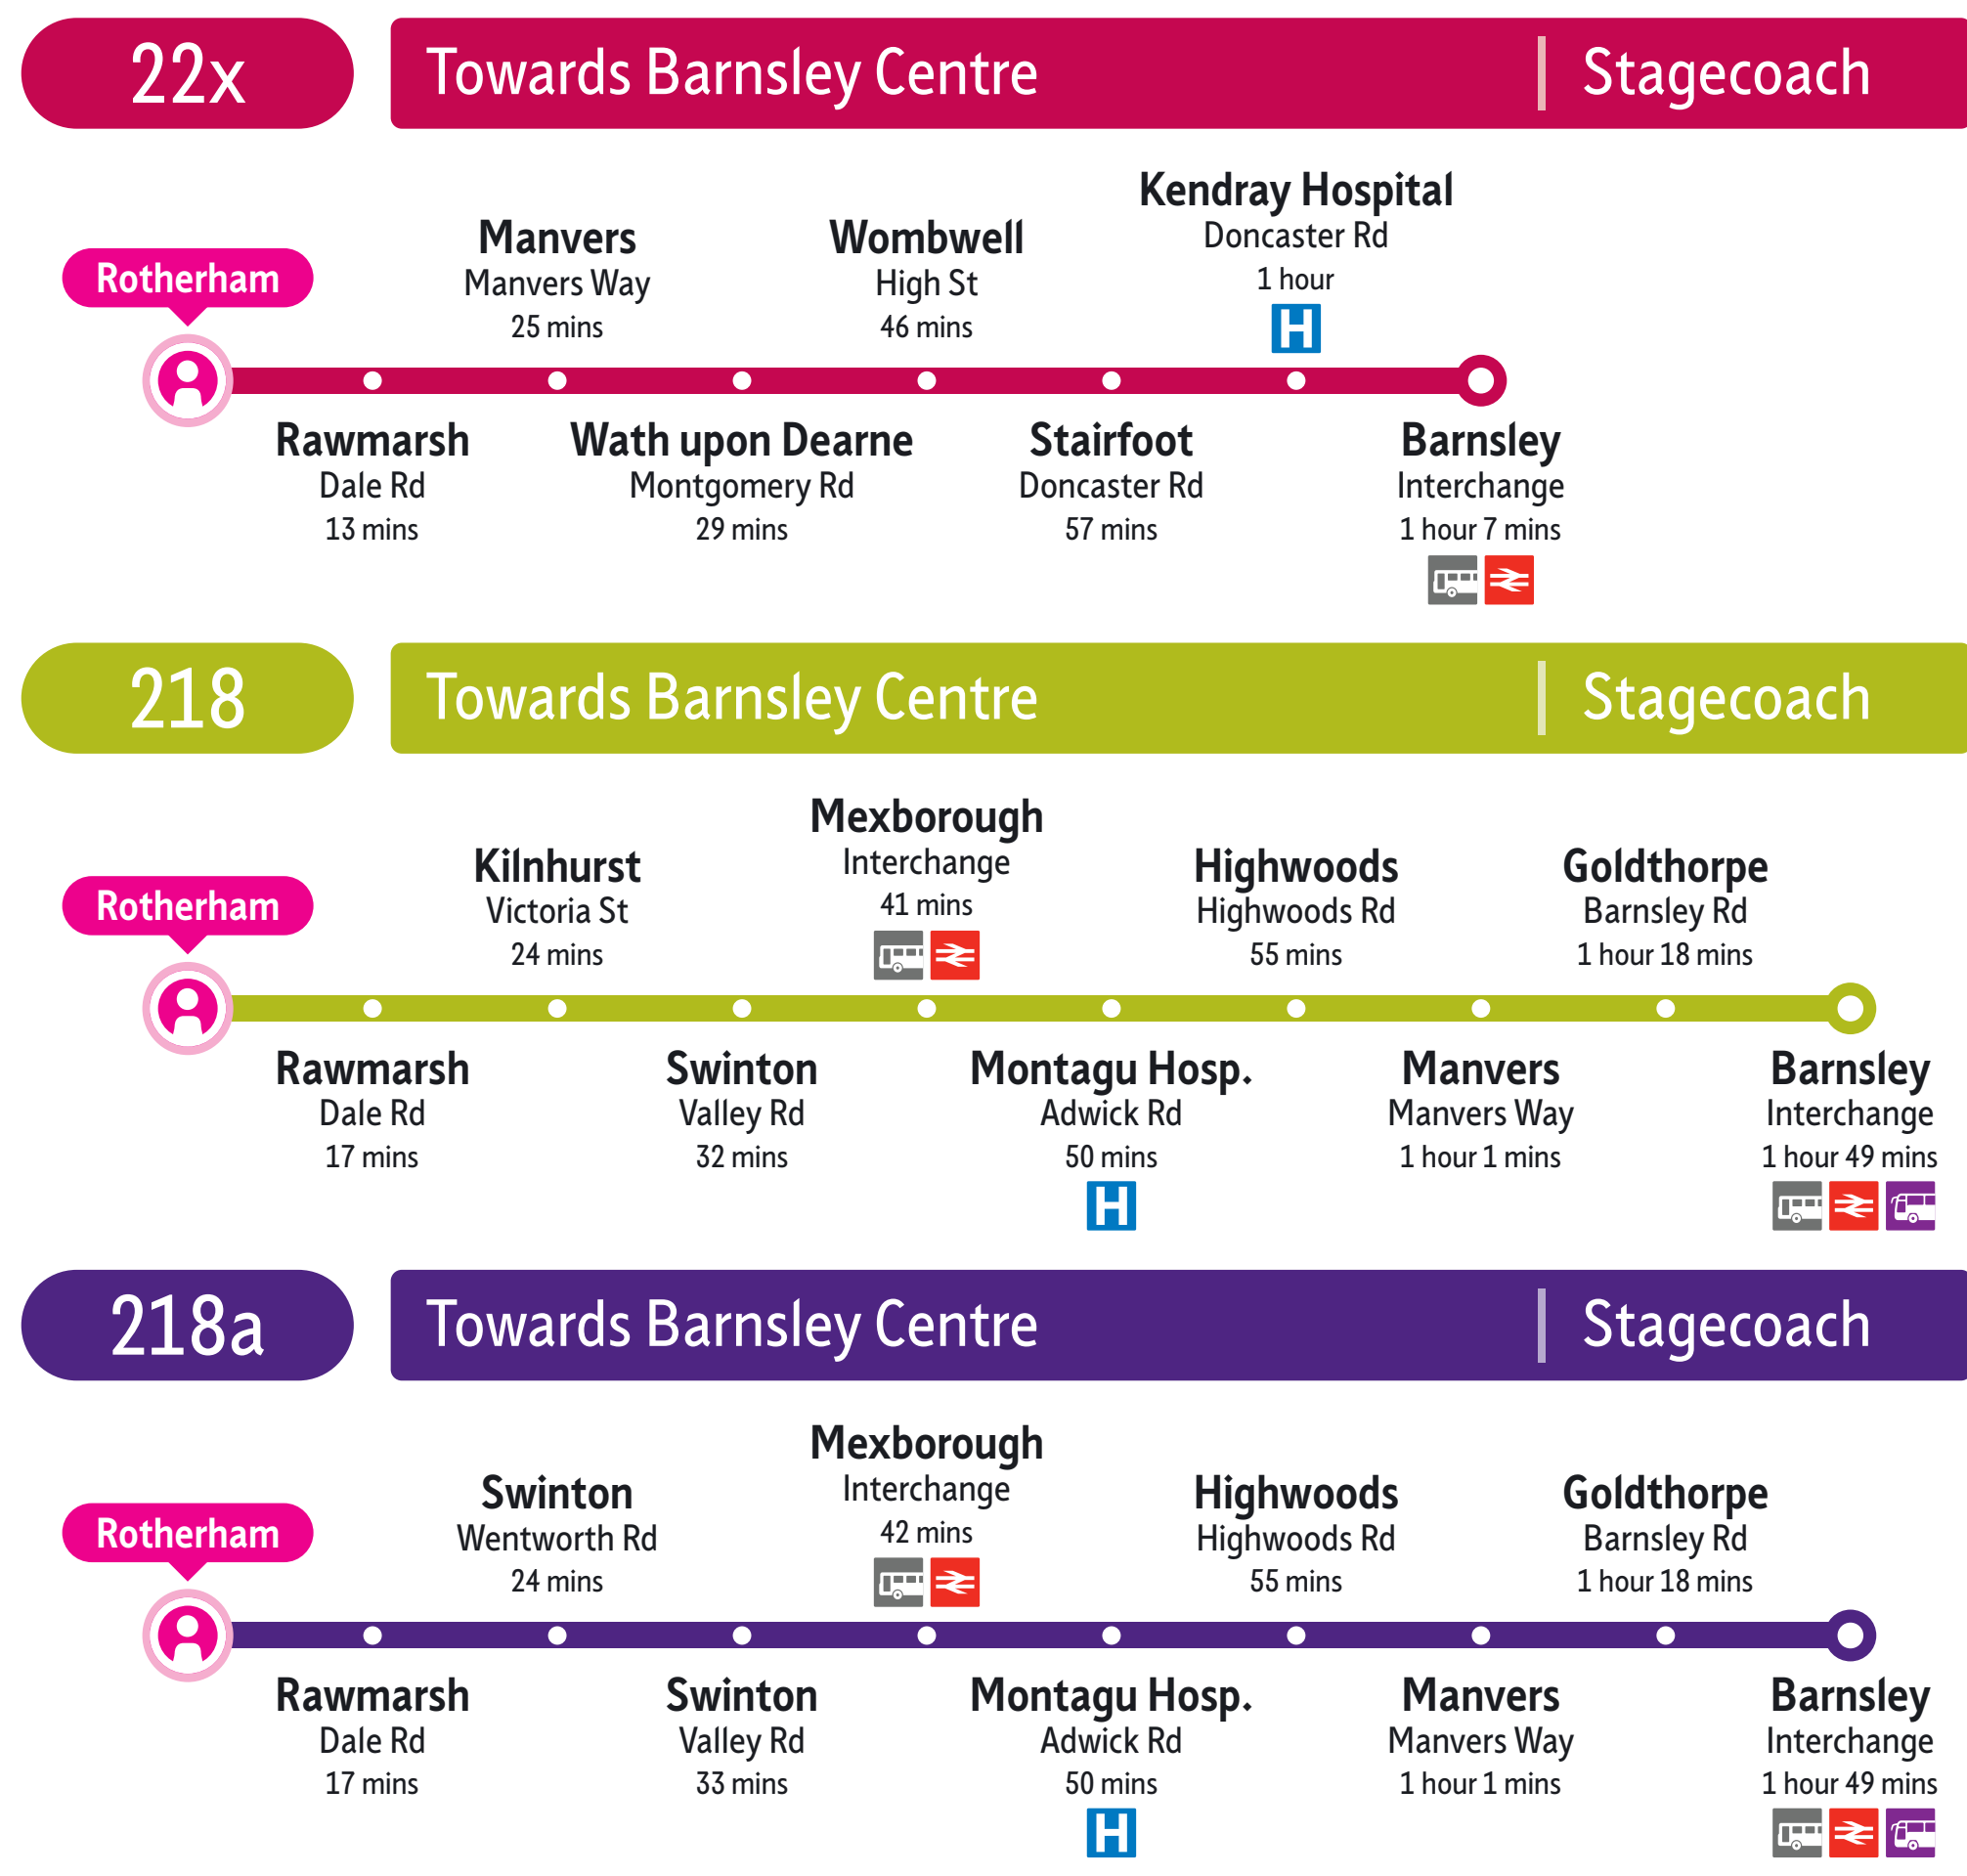 22x
Towards Barnsley Centre
Stagecoach
Rotherham
Rawmarsh
Dale Rd
13 mins
Manvers
Manvers Way
25 mins
Wath upon Dearne
Montgomery Rd
29 mins
Wombwell
High St
46 mins
Stairfoot
Doncaster Rd
57 mins
Kendray Hospital
Doncaster Rd
1 hour
H
Barnsley
Interchange
1 hour 7 mins
218
Towards Barnsley Centre
Stagecoach
Rotherham
Rawmarsh
Dale Rd
17 mins
Kilnhurst
Victoria St
24 mins
Swinton
Valley Rd
32 mins
Mexborough
Interchange
41 mins
Montagu Hosp.
Adwick Rd
50 mins
H
Highwoods
Highwoods Rd
55 mins
Manvers
Manvers Way
1 hour 1 mins
Goldthorpe
Barnsley Rd
1 hour 18 mins
Barnsley
Interchange
1 hour 49 mins
218a
Towards Barnsley Centre
Stagecoach
Rotherham
Rawmarsh
Dale Rd
17 mins
Swinton
Wentworth Rd
24 mins
Swinton
Valley Rd
33 mins
Mexborough
Interchange
42 mins
Montagu Hosp.
Adwick Rd
50 mins
H
Highwoods
Highwoods Rd
55 mins
Manvers
Manvers Way
1 hour 1 mins
Goldthorpe
Barnsley Rd
1 hour 18 mins
Barnsley
Interchange
1 hour 49 mins